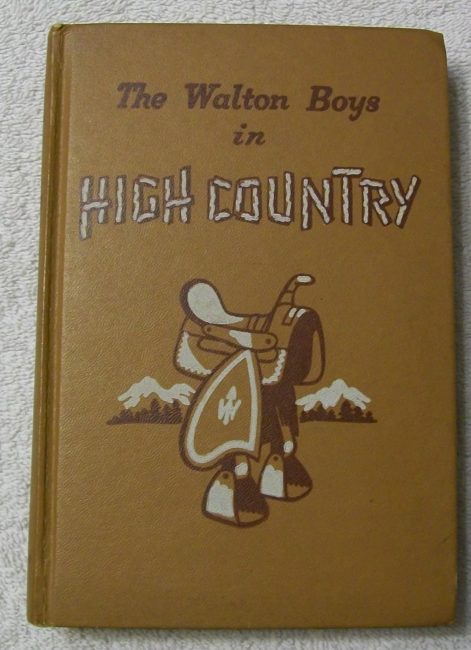 The Walton Boys
in
HIGH COUNTRY